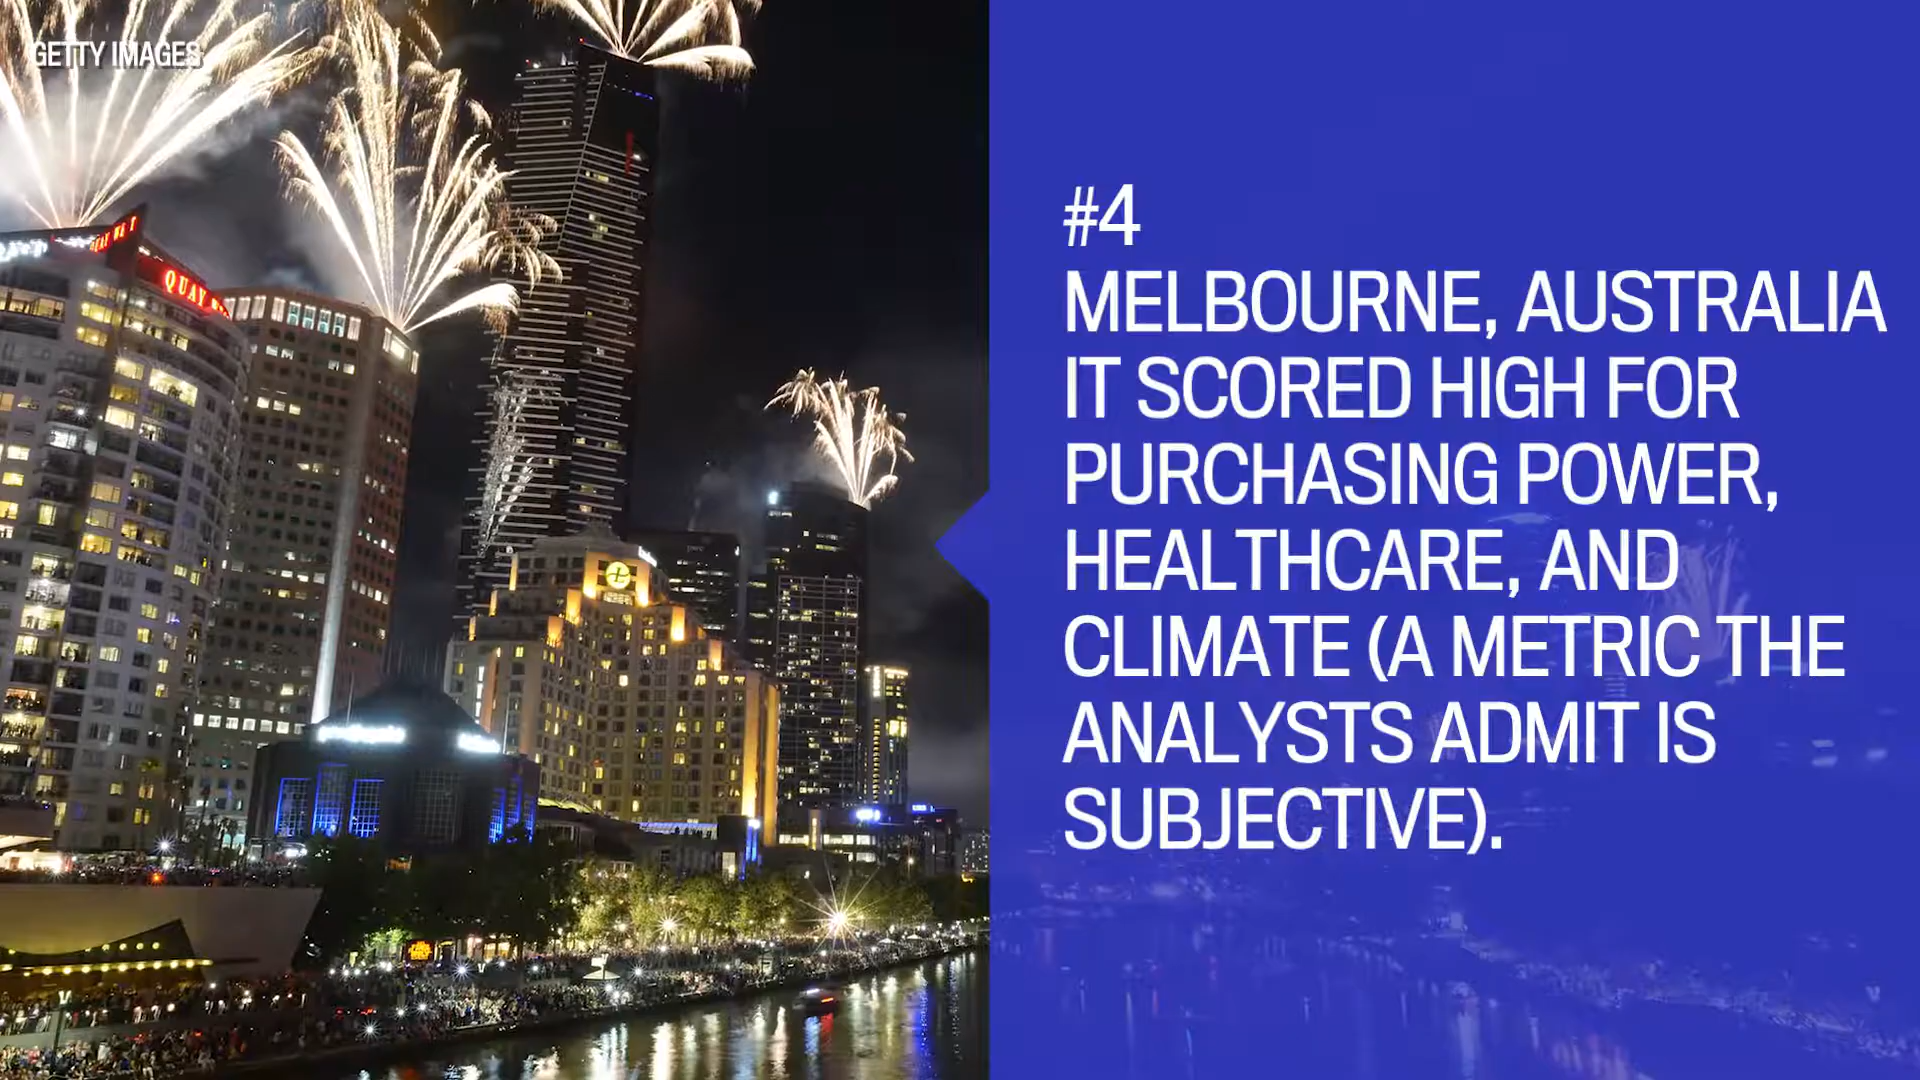 GETTY IMAGES
QUAY W
#4
MELBOURNE, AUSTRALIA
IT SCORED HIGH FOR
PURCHASING POWER,
HEALTHCARE, AND
CLIMATE (A METRIC THE
ANALYSTS ADMIT IS
SUBJECTIVE).